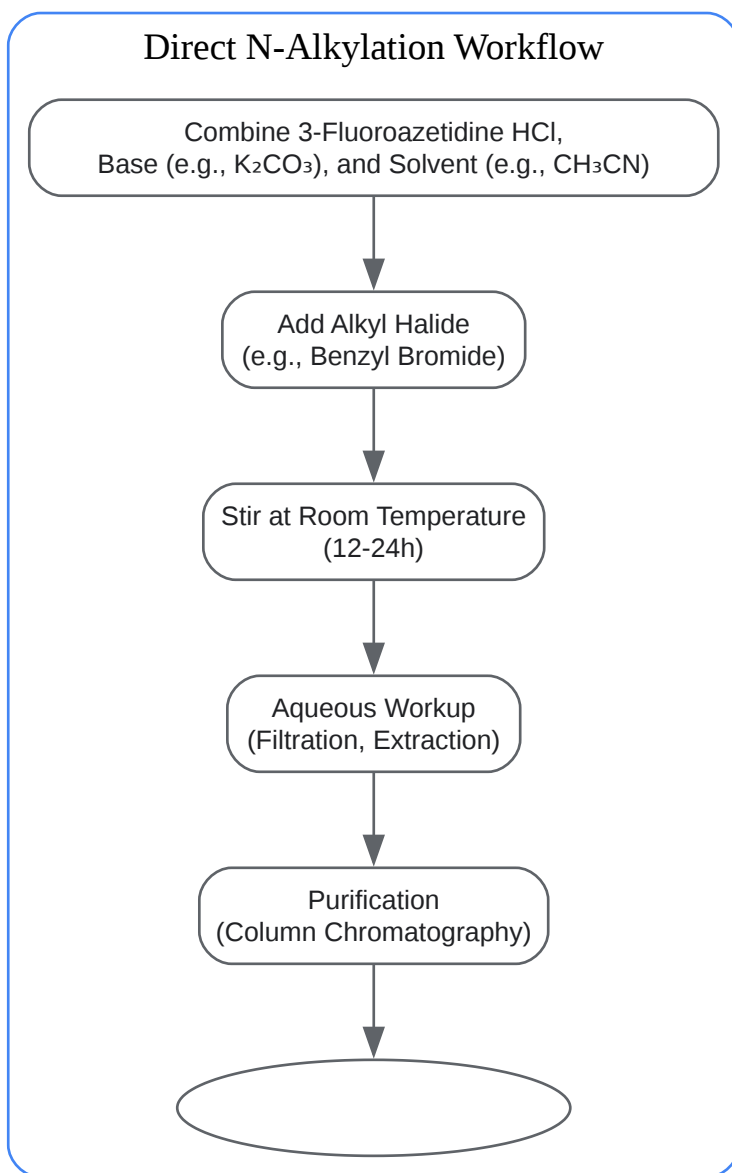 Direct N-Alkylation Workflow
Combine 3-Fluoroazetidine HCl,
Base (e.g., K₂CO₃), and Solvent (e.g., CH₃CN)
Add Alkyl Halide
(e.g., Benzyl Bromide)
Stir at Room Temperature
(12-24h)
Aqueous Workup
(Filtration, Extraction)
Purification
(Column Chromatography)